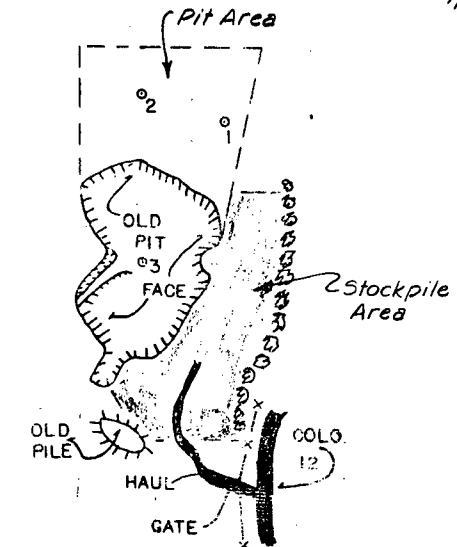 Pit Area
2
1
OLD
PIT
3
FACE
Stockpile
Area
OLD
PILE
COLO.
12
HAUL
GATE